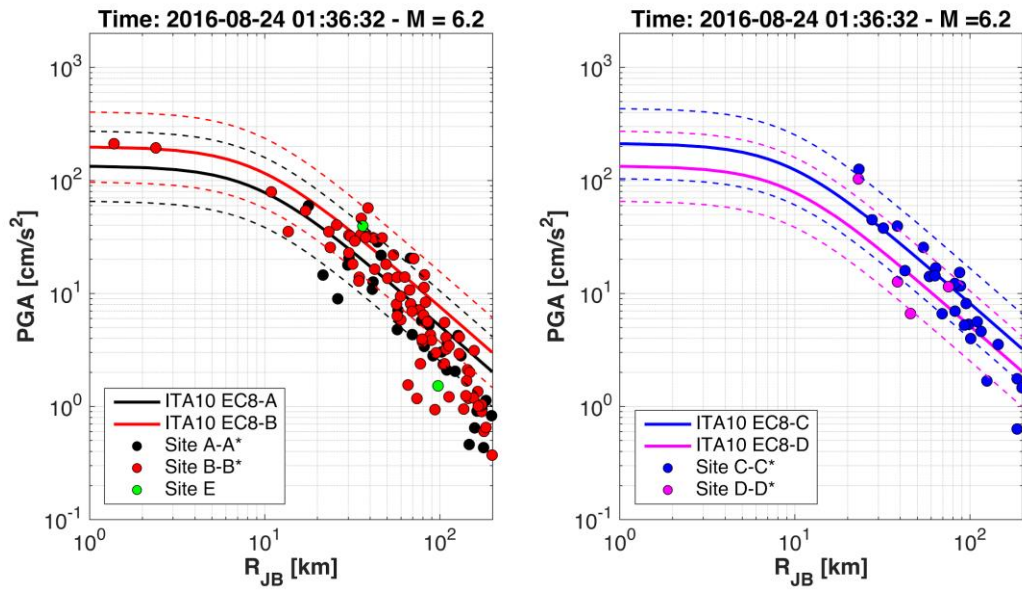 Time: 2016-08-24 01:36:32 - M = 6.2
PGA [cm/s²]
10³
10²
10¹
10⁰
10⁻¹
ITA10 EC8-A
ITA10 EC8-B
Site A-A*
Site B-B*
Site E
10⁰ 10¹ 10²
R_JB [km]
Time: 2016-08-24 01:36:32 - M =6.2
PGA [cm/s²]
10³
10²
10¹
10⁰
10⁻¹
ITA10 EC8-C
ITA10 EC8-D
Site C-C*
Site D-D*
10⁰ 10¹ 10²
R_JB [km]